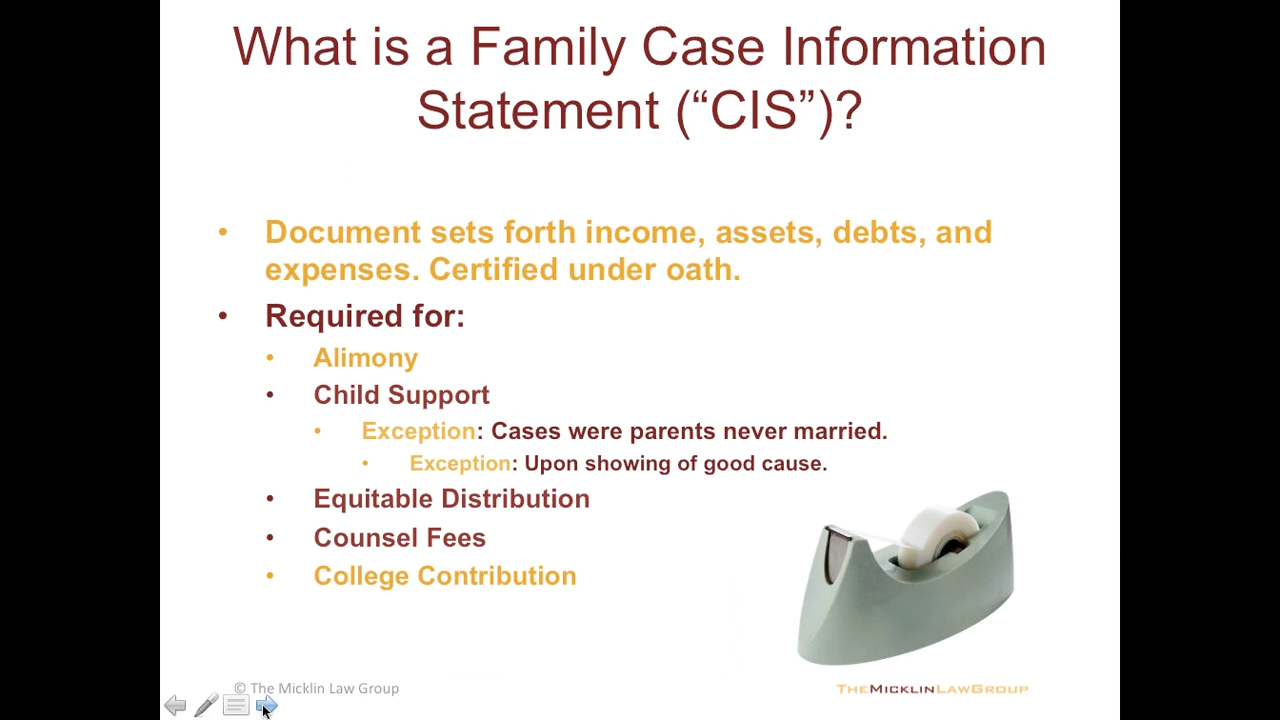 What is a Family Case Information
Statement (“CIS”)?
• Document sets forth income, assets, debts, and
expenses. Certified under oath.
• Required for:
• Alimony
• Child Support
• Exception: Cases were parents never married.
• Exception: Upon showing of good cause.
• Equitable Distribution
• Counsel Fees
• College Contribution
© The Micklin Law Group
THEMICKLINLAWGROUP